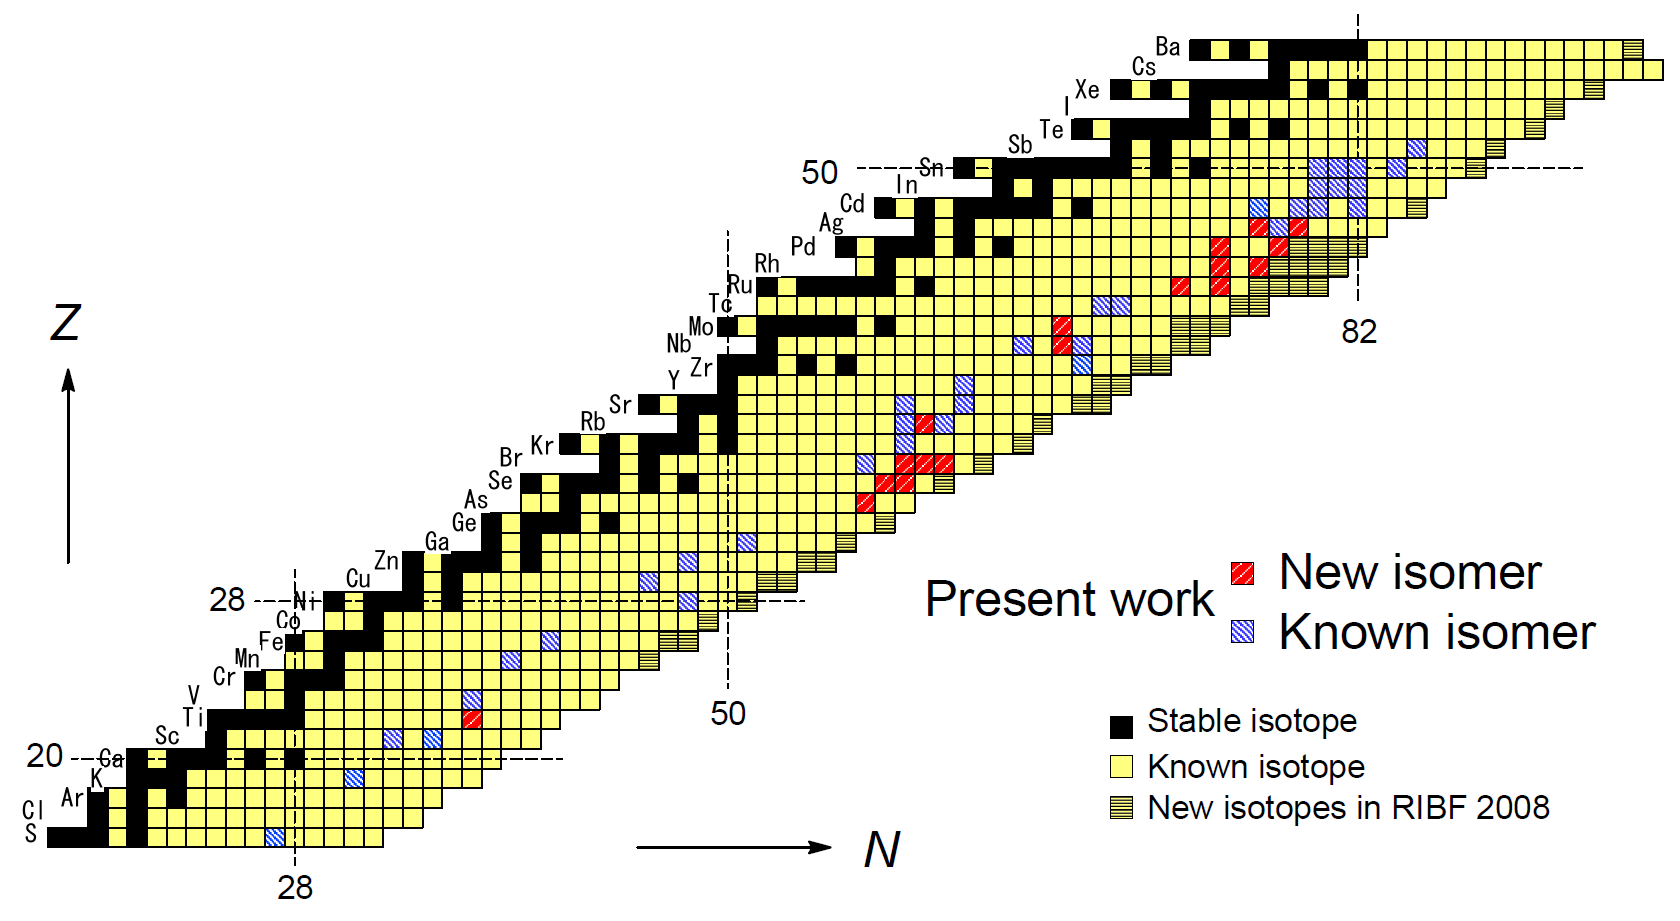 Ba
Cs
Xe
I
Te
Sb
50
Sn
In
Cd
Ag
Pd
Rh
Ru
Tc
Mo
Nb
Zr
Y
Sr
Rb
Kr
Br
Se
As
Ge
Ga
Zn
Cu
28
Ni
Co
Fe
Mn
Cr
V
Ti
Sc
20
Ca
K
Ar
Cl
S
Z
N
28
50
82
Present work
New isomer
Known isomer
Stable isotope
Known isotope
New isotopes in RIBF 2008